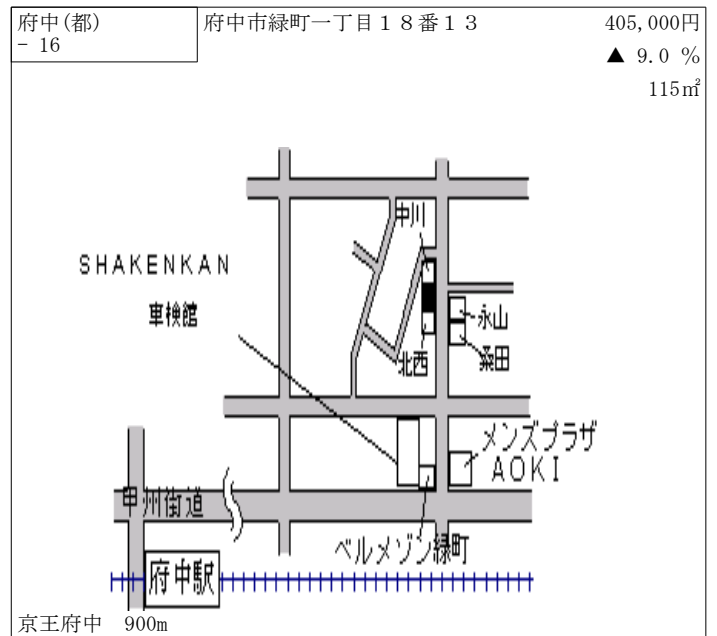 府中(都)
- 16
府中市緑町一丁目１８番１３
405,000円
▲ 9.0 %
115㎡
中川
SHAKENKAN
車検館
永山
桑田
北西
メンズプラザ
AOKI
甲州街道
ベルメゾン緑町
府中駅
京王府中 900m